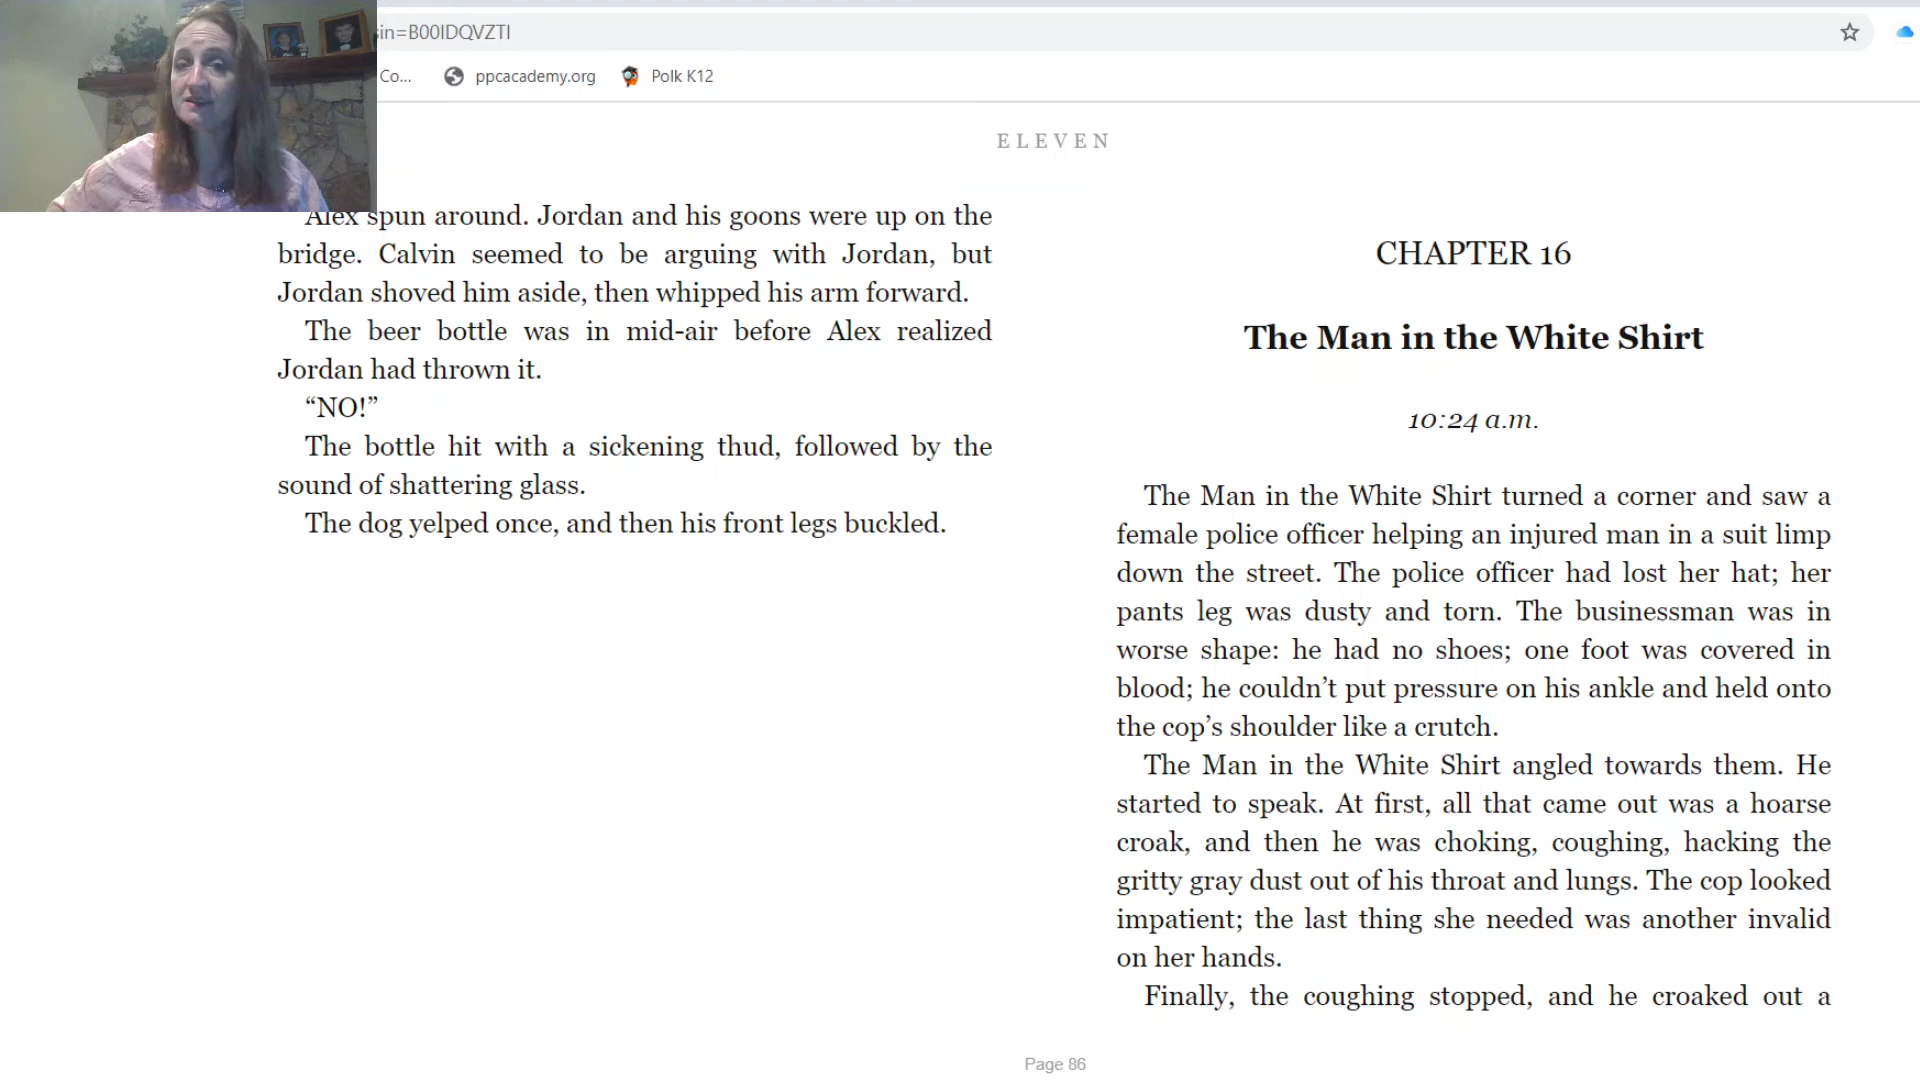 in=B00IDQVZTI
Co...
ppcacademy.org
Polk K12
ELEVEN
Alex spun around. Jordan and his goons were up on the
bridge. Calvin seemed to be arguing with Jordan, but
Jordan shoved him aside, then whipped his arm forward.
The beer bottle was in mid-air before Alex realized
Jordan had thrown it.
“NO!”
The bottle hit with a sickening thud, followed by the
sound of shattering glass.
The dog yelped once, and then his front legs buckled.
CHAPTER 16
The Man in the White Shirt
10:24 a.m.
The Man in the White Shirt turned a corner and saw a
female police officer helping an injured man in a suit limp
down the street. The police officer had lost her hat; her
pants leg was dusty and torn. The businessman was in
worse shape: he had no shoes; one foot was covered in
blood; he couldn’t put pressure on his ankle and held onto
the cop’s shoulder like a crutch.
The Man in the White Shirt angled towards them. He
started to speak. At first, all that came out was a hoarse
croak, and then he was choking, coughing, hacking the
gritty gray dust out of his throat and lungs. The cop looked
impatient; the last thing she needed was another invalid
on her hands.
Finally, the coughing stopped, and he croaked out a
Page 86